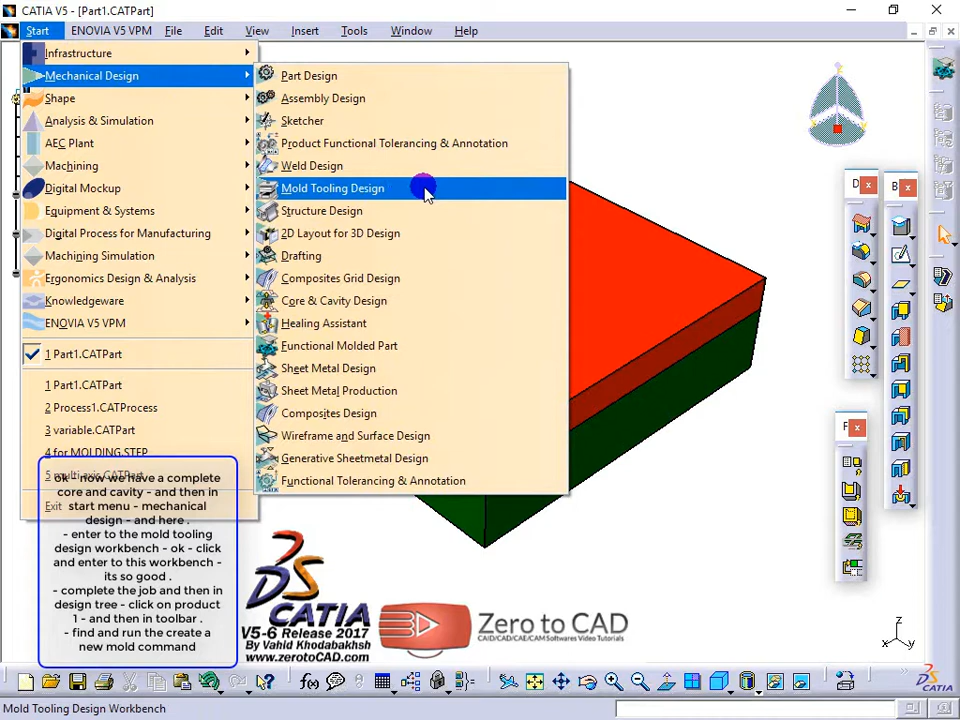 CATIA V5 - [Part1.CATPart]
Start ENOVIA V5 VPM File Edit View Insert Tools Window Help
Infrastructure
Mechanical Design
Shape
Analysis & Simulation
AEC Plant
Machining
Digital Mockup
Equipment & Systems
Digital Process for Manufacturing
Machining Simulation
Ergonomics Design & Analysis
Knowledgeware
ENOVIA V5 VPM
1 Part1.CATPart
1 Part1.CATPart
2 Process1.CATProcess
3 variable.CATPart
4 for MOLDING.STEP
5 multi axis.CATPart
Exit
Part Design
Assembly Design
Sketcher
Product Functional Tolerancing & Annotation
Weld Design
Mold Tooling Design
Structure Design
2D Layout for 3D Design
Drafting
Composites Grid Design
Core & Cavity Design
Healing Assistant
Functional Molded Part
Sheet Metal Design
Sheet Metal Production
Composites Design
Wireframe and Surface Design
Generative Sheetmetal Design
Functional Tolerancing & Annotation
D
B
F
ok - now we have a complete
core and cavity - and then in
start menu - mechanical
design - and here .
- enter to the mold tooling
design workbench - ok - click
and enter to this workbench -
its so good .
- complete the job and then in
design tree - click on product
1 - and then in toolbar .
- find and run the create a
new mold command
CATIA
V5-6 Release 2017
By Vahid Khodabakhsh
www.zerotoCAD.com
Zero to CAD
CAD/CAD/CAE/CAM Softwares Video Tutorials
z
x
y
f(x)
CATIA
Mold Tooling Design Workbench